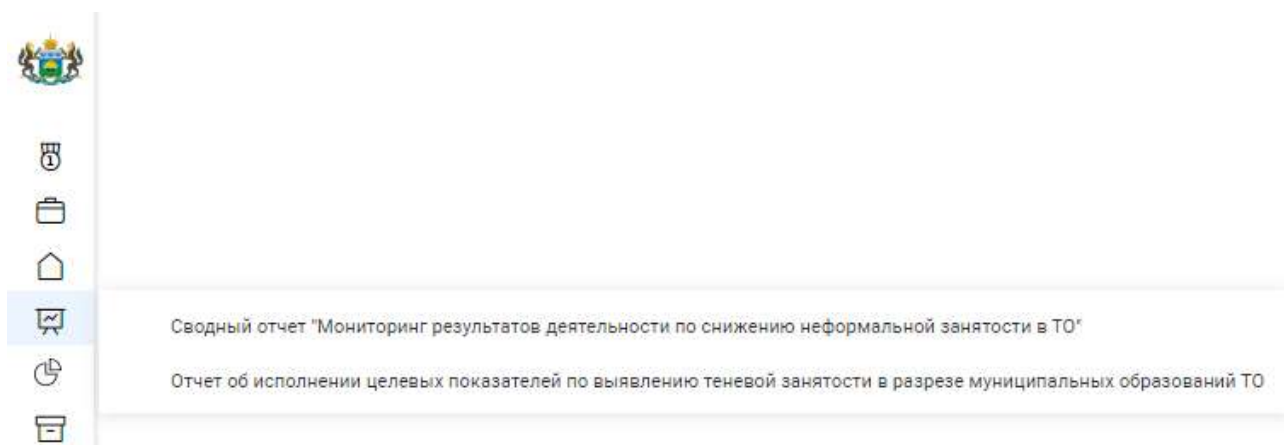 1
Сводный отчет "Мониторинг результатов деятельности по снижению неформальной занятости в ТО"
Отчет об исполнении целевых показателей по выявлению теневой занятости в разрезе муниципальных образований ТО